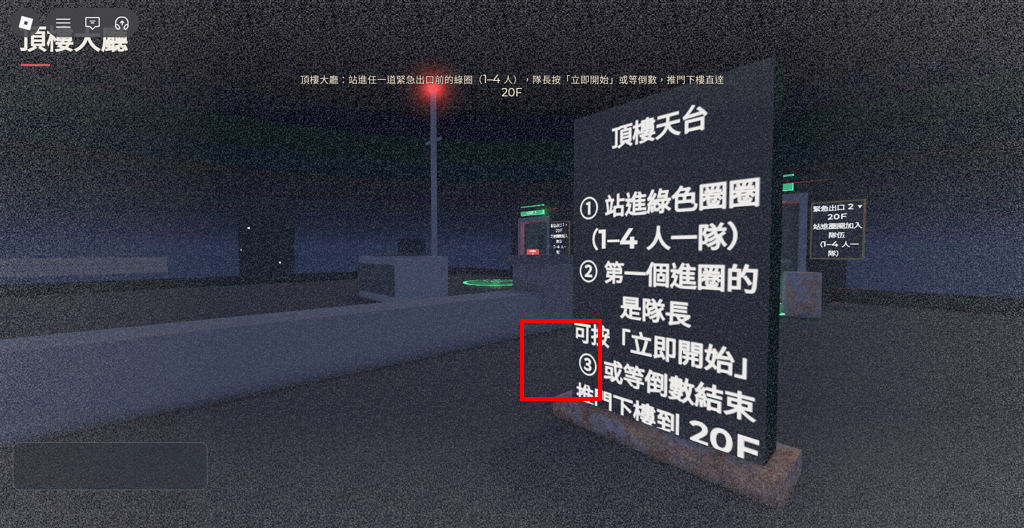 頂樓大廳
頂樓大廳：站進任一道緊急出口前的綠圈（1–4 人），隊長按「立即開始」或等倒數，推門下樓直達
20F
頂樓天台
① 站進綠色圈圈
（1–4 人一隊）
② 第一個進圈的
是隊長
可按「立即開始」
③ 或等倒數結束
推門下樓到 20F
緊急出口 2 ▼
20F
站進圈圈加入
隊伍
（1–4 人一
隊）